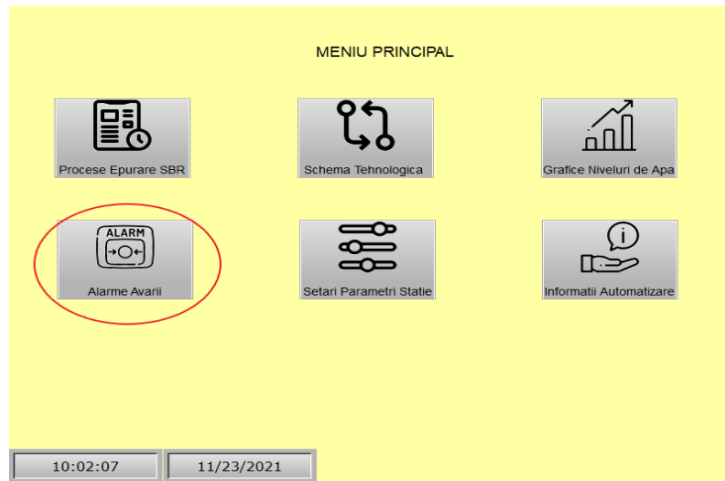 MENIU PRINCIPAL
Procese Epurare SBR
Schema Tehnologica
Grafice Niveluri de Apa
ALARM
Alarme Avarii
Setari Parametri Statie
i
Informatii Automatizare
10:02:07
11/23/2021